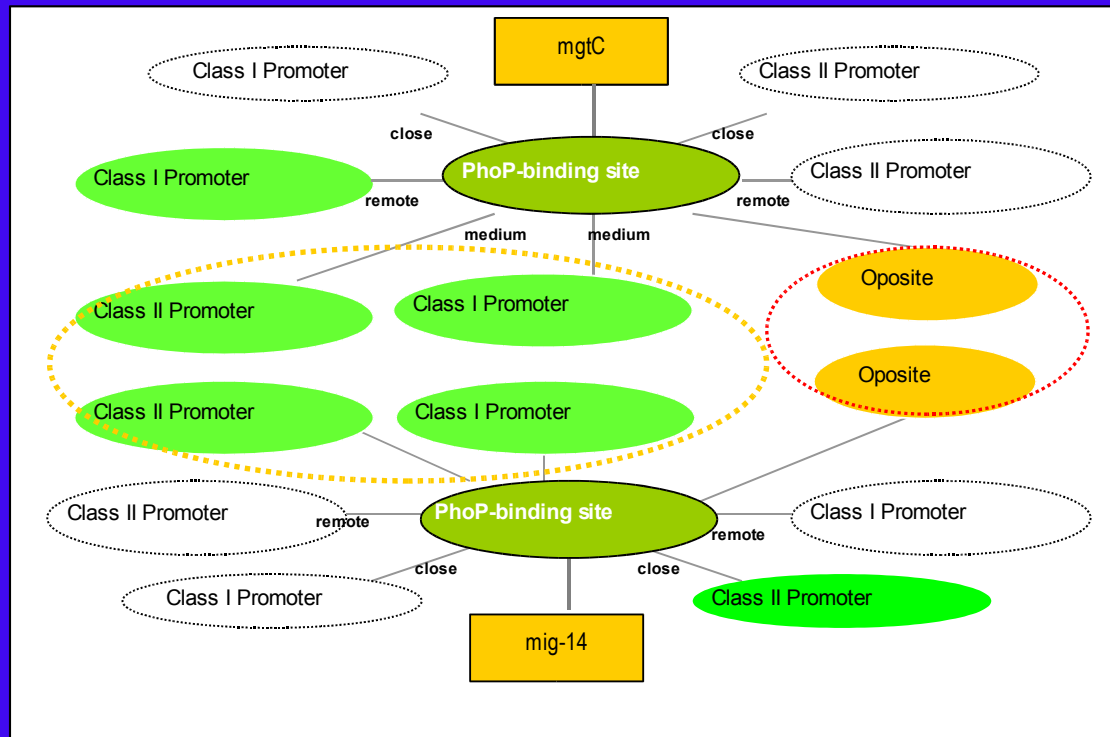 mgtC
Class I Promoter
Class II Promoter
close
close
PhoP-binding site
Class I Promoter
Class II Promoter
remote
remote
medium
medium
Oposite
Class II Promoter
Class I Promoter
Oposite
Class II Promoter
Class I Promoter
Class II Promoter
remote
PhoP-binding site
remote
Class I Promoter
close
close
Class I Promoter
Class II Promoter
mig-14